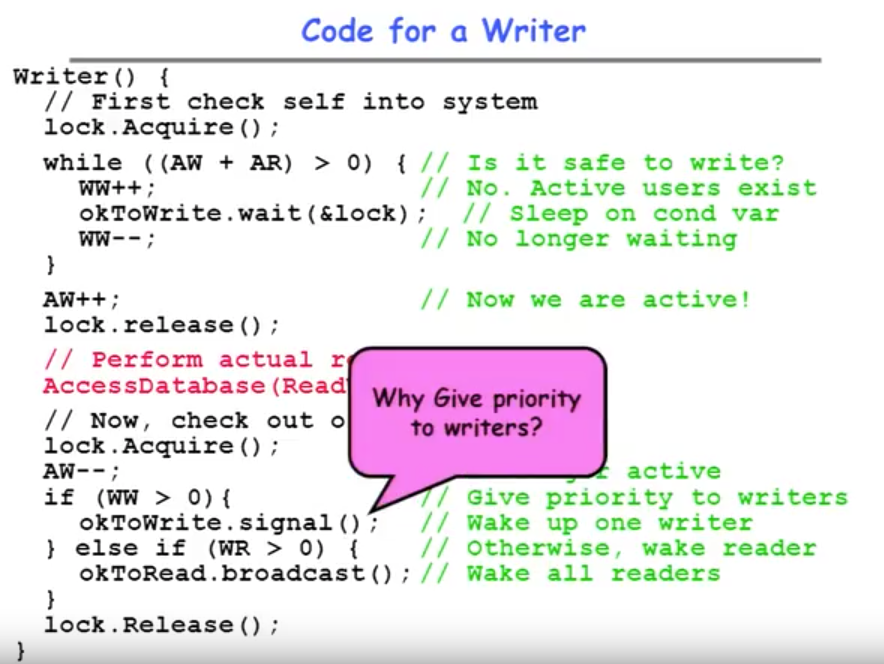 Code for a Writer
Writer() {
// First check self into system
lock.Acquire();
while ((AW + AR) > 0) { // Is it safe to write?
WW++; // No. Active users exist
okToWrite.wait(&lock); // Sleep on cond var
WW--; // No longer waiting
}
AW++; // Now we are active!
lock.release();
// Perform actual
AccessDatabase(Read
// Now, check out
lock.Acquire();
AW--; active
if (WW > 0){ // Give priority to writers
okToWrite.signal(); // Wake up one writer
} else if (WR > 0) { // Otherwise, wake reader
okToRead.broadcast(); // Wake all readers
}
lock.Release();
}
Why Give priority
to writers?